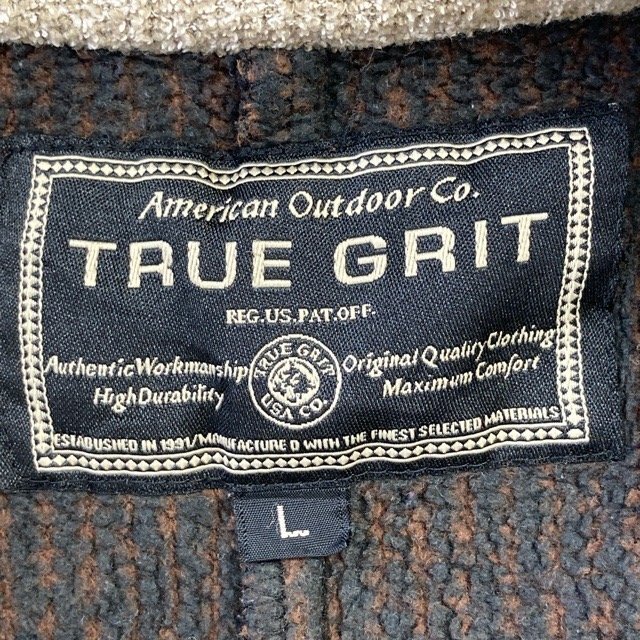 American Outdoor Co.
TRUE GRIT
REG.US.PAT.OFF.
Authentic Workmanship
High Durability
TRUE GRIT
USA CO.
Original Quality Clothing
Maximum Comfort
ESTABLISHED IN 1991/MANUFACTURED WITH THE FINEST SELECTED MATERIALS
L